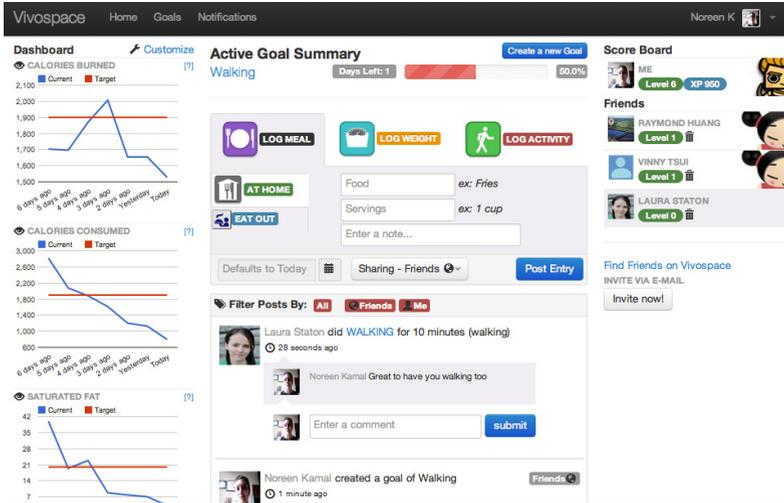 Vivospace Home Goals Notifications Noreen K
Dashboard Customize
CALORIES BURNED [?]
Current Target
2,100
2,000
1,900
1,800
1,700
1,600
1,500
6 days ago 5 days ago 4 days ago 3 days ago 2 days ago Yesterday Today
CALORIES CONSUMED [?]
Current Target
3,000
2,600
2,200
1,800
1,400
1,000
600
6 days ago 5 days ago 4 days ago 3 days ago 2 days ago Yesterday Today
SATURATED FAT [?]
Current Target
42
35
28
21
14
7
Active Goal Summary Create a new Goal
Walking Days Left: 1 50.0%
LOG MEAL LOG WEIGHT LOG ACTIVITY
AT HOME
EAT OUT
Food ex: Fries
Servings ex: 1 cup
Enter a note...
Defaults to Today Sharing - Friends Post Entry
Filter Posts By: All Friends Me
Laura Staton did WALKING for 10 minutes (walking)
28 seconds ago
Noreen Kamal Great to have you walking too
Enter a comment submit
Noreen Kamal created a goal of Walking Friends
1 minute ago
Score Board
ME
Level 6 XP 950
Friends
RAYMOND HUANG
Level 1
VINNY TSUI
Level 1
LAURA STATON
Level 0
Find Friends on Vivospace
INVITE VIA E-MAIL
Invite now!